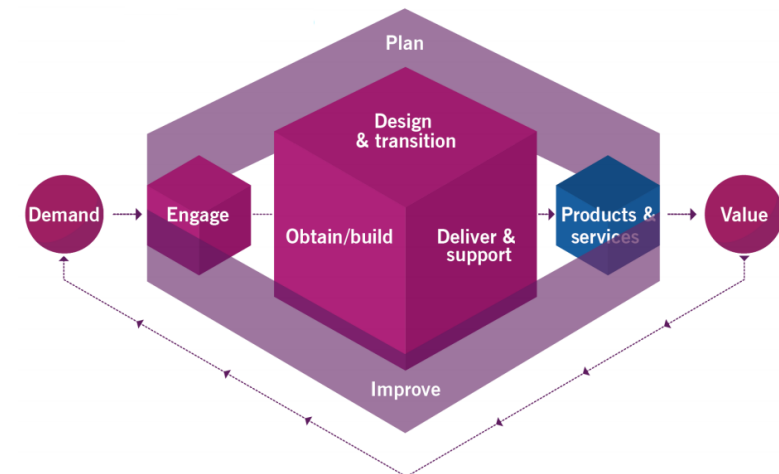 Plan
Design
& transition
Demand
Engage
Obtain/build
Deliver &
support
Products &
services
Value
Improve